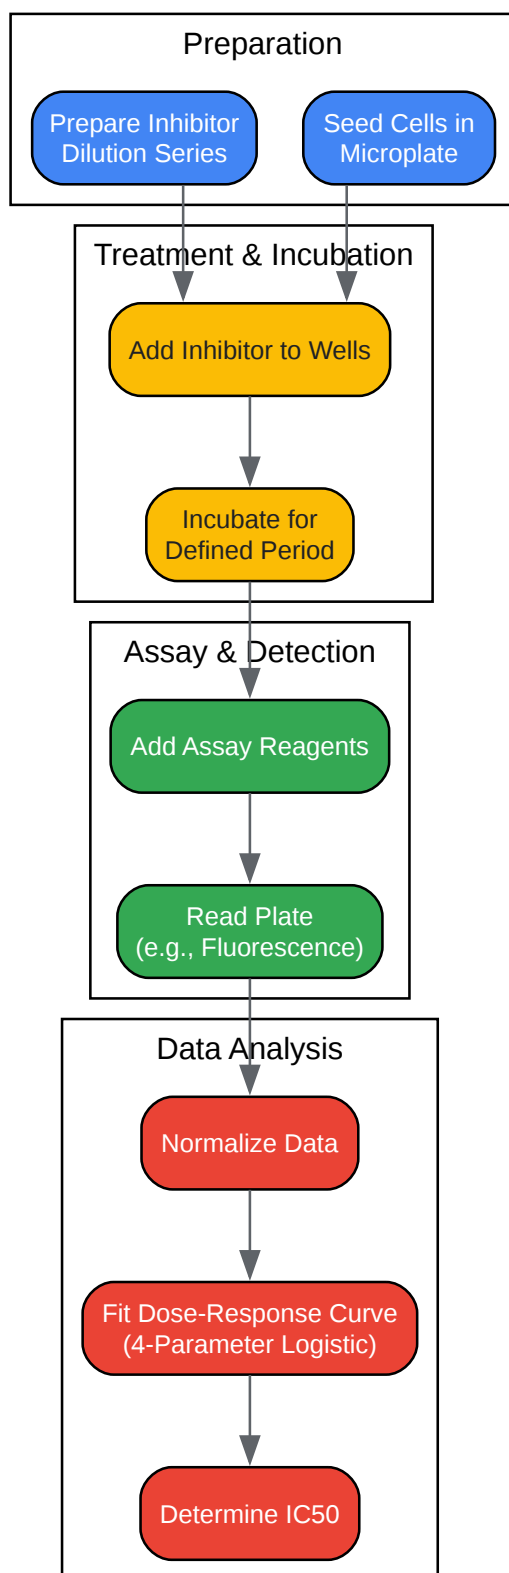 Preparation
Prepare Inhibitor
Dilution Series
Seed Cells in
Microplate
Treatment & Incubation
Add Inhibitor to Wells
Incubate for
Defined Period
Assay & Detection
Add Assay Reagents
Read Plate
(e.g., Fluorescence)
Data Analysis
Normalize Data
Fit Dose-Response Curve
(4-Parameter Logistic)
Determine IC50